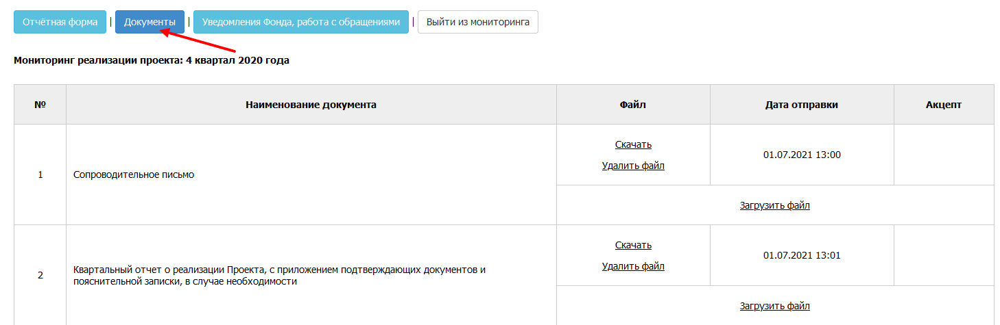 Отчётная форма | Документы | Уведомления Фонда, работа с обращениями | Выйти из мониторинга
Мониторинг реализации проекта: 4 квартал 2020 года
№ Наименование документа Файл Дата отправки Акцепт
1 Сопроводительное письмо
Скачать
Удалить файл
01.07.2021 13:00
Загрузить файл
2 Квартальный отчет о реализации Проекта, с приложением подтверждающих документов и
пояснительной записки, в случае необходимости
Скачать
Удалить файл
01.07.2021 13:01
Загрузить файл